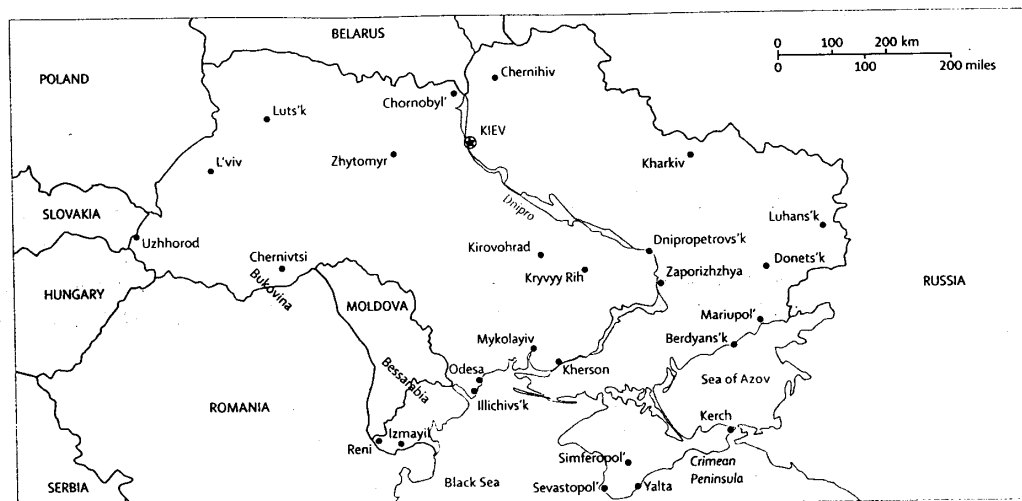 BELARUS
0 100 200 km
0 100 200 miles
POLAND
Chernihiv
Chornobyl'
Luts'k
KIEV
Zhytomyr
Kharkiv
L'viv
Dnipro
SLOVAKIA
Luhans'k
Uzhhorod
Dnipropetrovs'k
Kirovohrad
Chernivtsi
Donets'k
Kryvyy Rih
Zaporizhzhya
Bukovina
RUSSIA
HUNGARY
MOLDOVA
Mariupol'
Mykolayiv
Berdyans'k
Odesa
Kherson
Bessarabia
Sea of Azov
Illichivs'k
ROMANIA
Kerch
Izmayil
Reni
Simferopol'
Crimean
Peninsula
Black Sea
SERBIA
Sevastopol'
Yalta